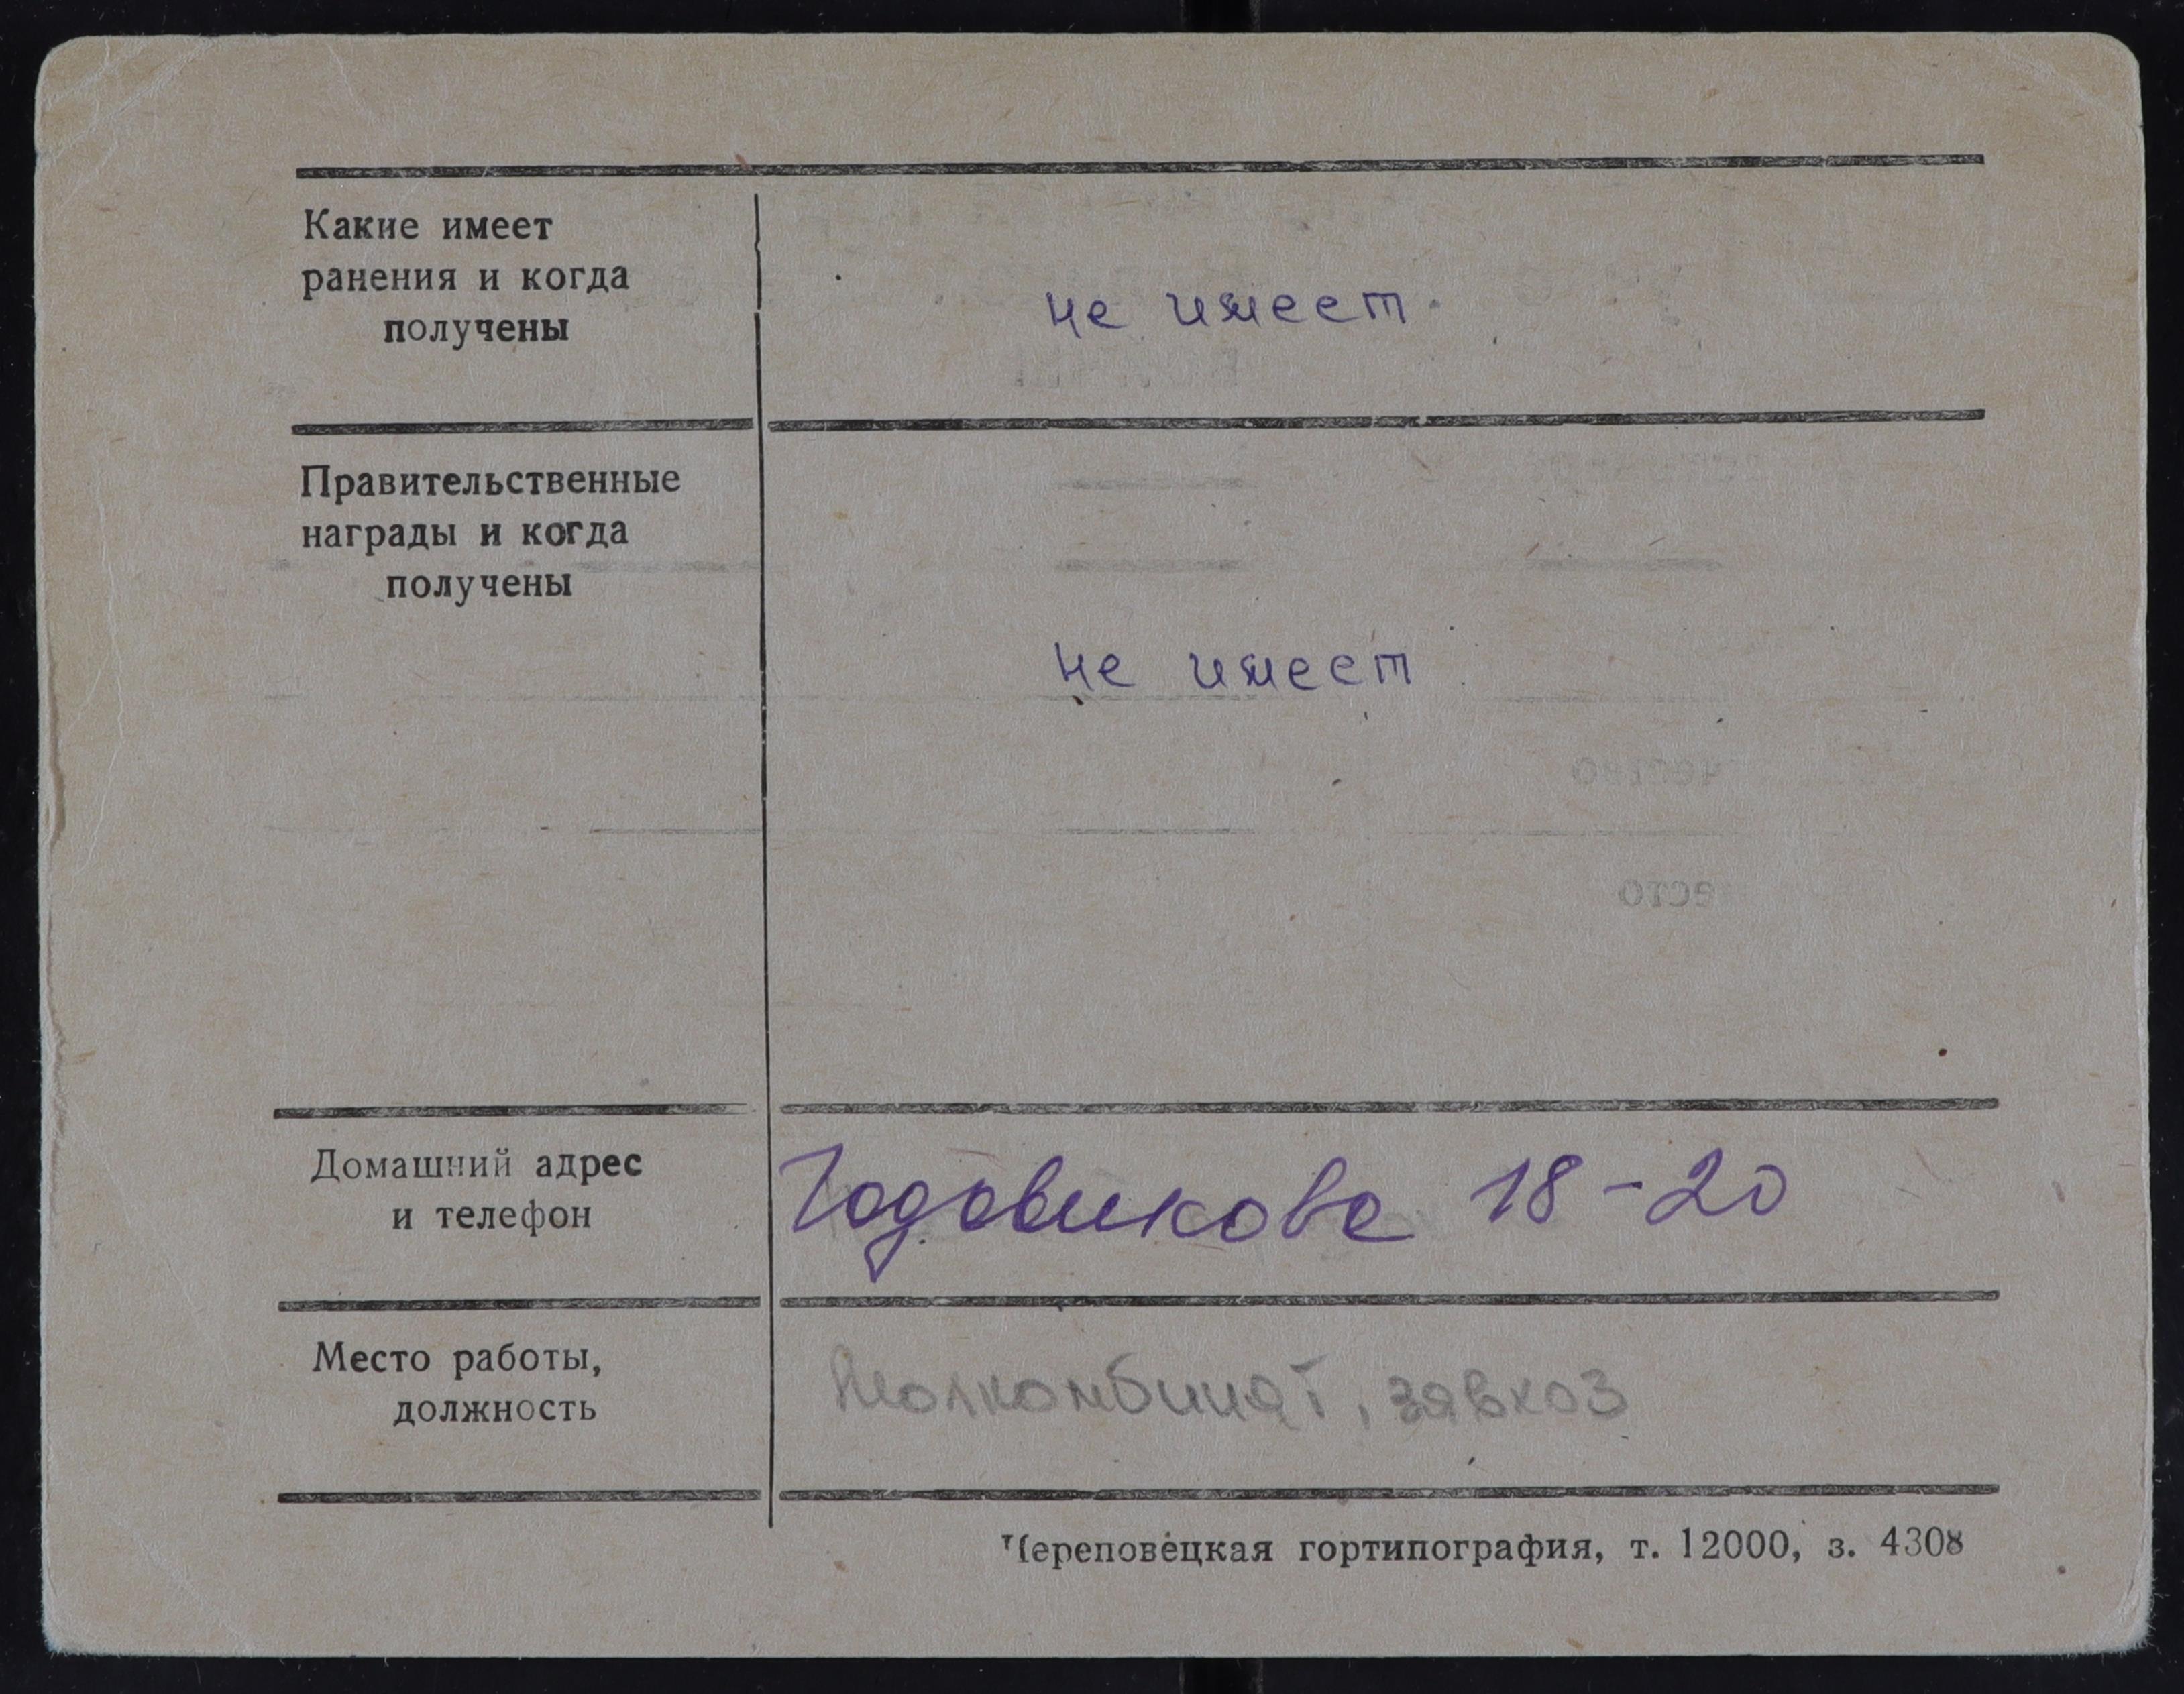 Какие имеет
ранения и когда
получены
не имеет.
Правительственные
награды и когда
получены
не имеет
Домашний адрес
и телефон
Годовикова 18-20
Место работы,
должность
Молкомбинат, завхоз
Череповецкая гортипография, т. 12000, з. 4308